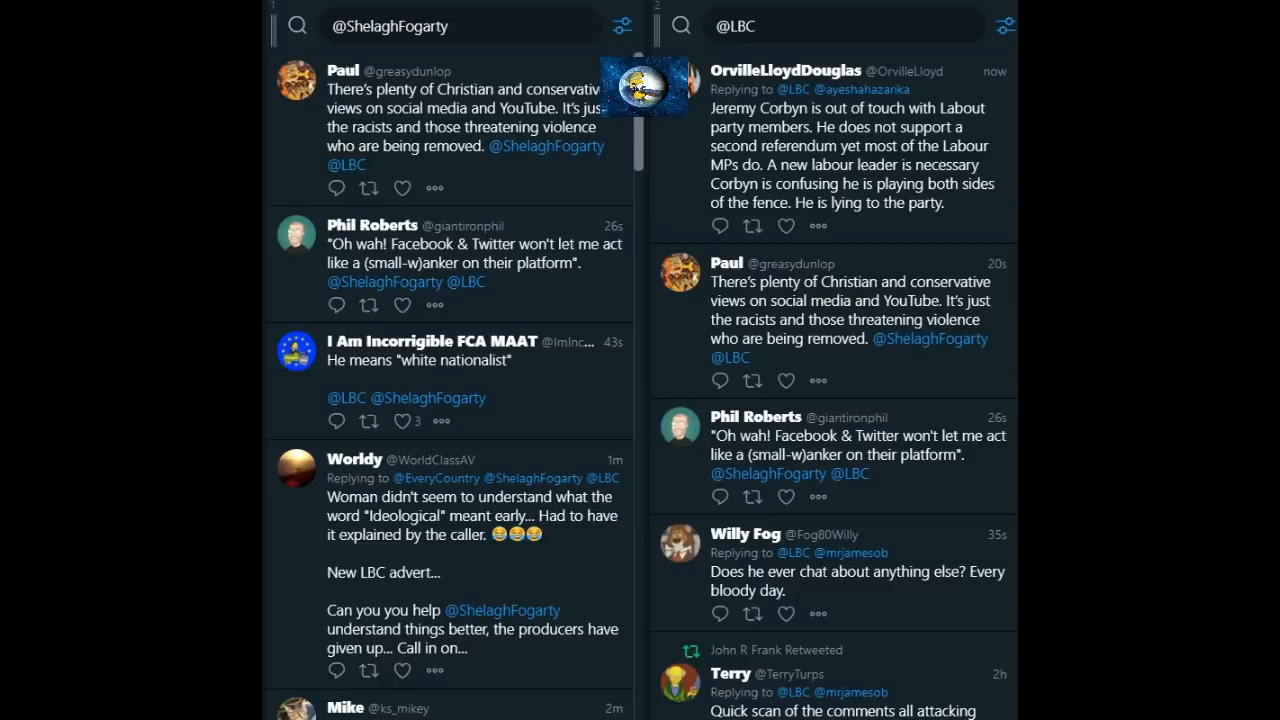 1
@ShelaghFogarty
Paul @greasydunlop
There's plenty of Christian and conservative
views on social media and YouTube. It's just
the racists and those threatening violence
who are being removed. @ShelaghFogarty
@LBC
Phil Roberts @giantironphil 26s
"Oh wah! Facebook & Twitter won't let me act
like a (small-w)anker on their platform".
@ShelaghFogarty @LBC
I Am Incorrigible FCA MAAT @ImInc... 43s
He means "white nationalist"
@LBC @ShelaghFogarty
3
Worldy @WorldClassAV 1m
Replying to @EveryCountry @ShelaghFogarty @LBC
Woman didn't seem to understand what the
word "Ideological" meant early... Had to have
it explained by the caller. 😂😂😂
New LBC advert...
Can you you help @ShelaghFogarty
understand things better, the producers have
given up... Call in on...
Mike @ks_mikey 2m
2
@LBC
OrvilleLloydDouglas @OrvilleLloyd now
Replying to @LBC @ayeshahazarika
Jeremy Corbyn is out of touch with Labout
party members. He does not support a
second referendum yet most of the Labour
MPs do. A new labour leader is necessary
Corbyn is confusing he is playing both sides
of the fence. He is lying to the party.
Paul @greasydunlop 20s
There's plenty of Christian and conservative
views on social media and YouTube. It's just
the racists and those threatening violence
who are being removed. @ShelaghFogarty
@LBC
Phil Roberts @giantironphil 26s
"Oh wah! Facebook & Twitter won't let me act
like a (small-w)anker on their platform".
@ShelaghFogarty @LBC
Willy Fog @Fog80Willy 35s
Replying to @LBC @mrjamesob
Does he ever chat about anything else? Every
bloody day.
John R Frank Retweeted
Terry @TerryTurps 2h
Replying to @LBC @mrjamesob
Quick scan of the comments all attacking